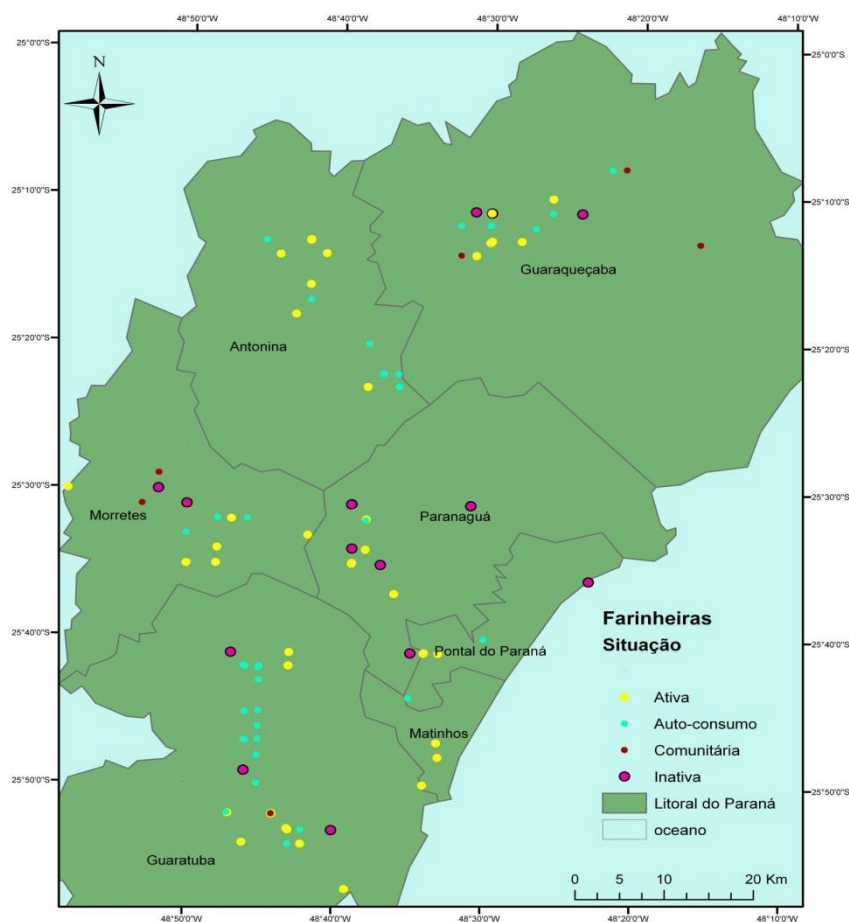 48°50'0"W 48°40'0"W 48°30'0"W 48°20'0"W 48°10'0"W
25°0'0"S
25°0'0"S
N
25°10'0"S
25°10'0"S
Guaraqueçaba
25°20'0"S
25°20'0"S
Antonina
25°30'0"S
25°30'0"S
Morretes
Paranaguá
Farinheiras
Situação
25°40'0"S
25°40'0"S
Pontal do Paraná
Ativa
Auto-consumo
Matinhos
Comunitária
Inativa
25°50'0"S
25°50'0"S
Litoral do Paraná
oceano
Guaratuba
0 5 10 20 Km
48°50'0"W 48°40'0"W 48°30'0"W 48°20'0"W 48°10'0"W